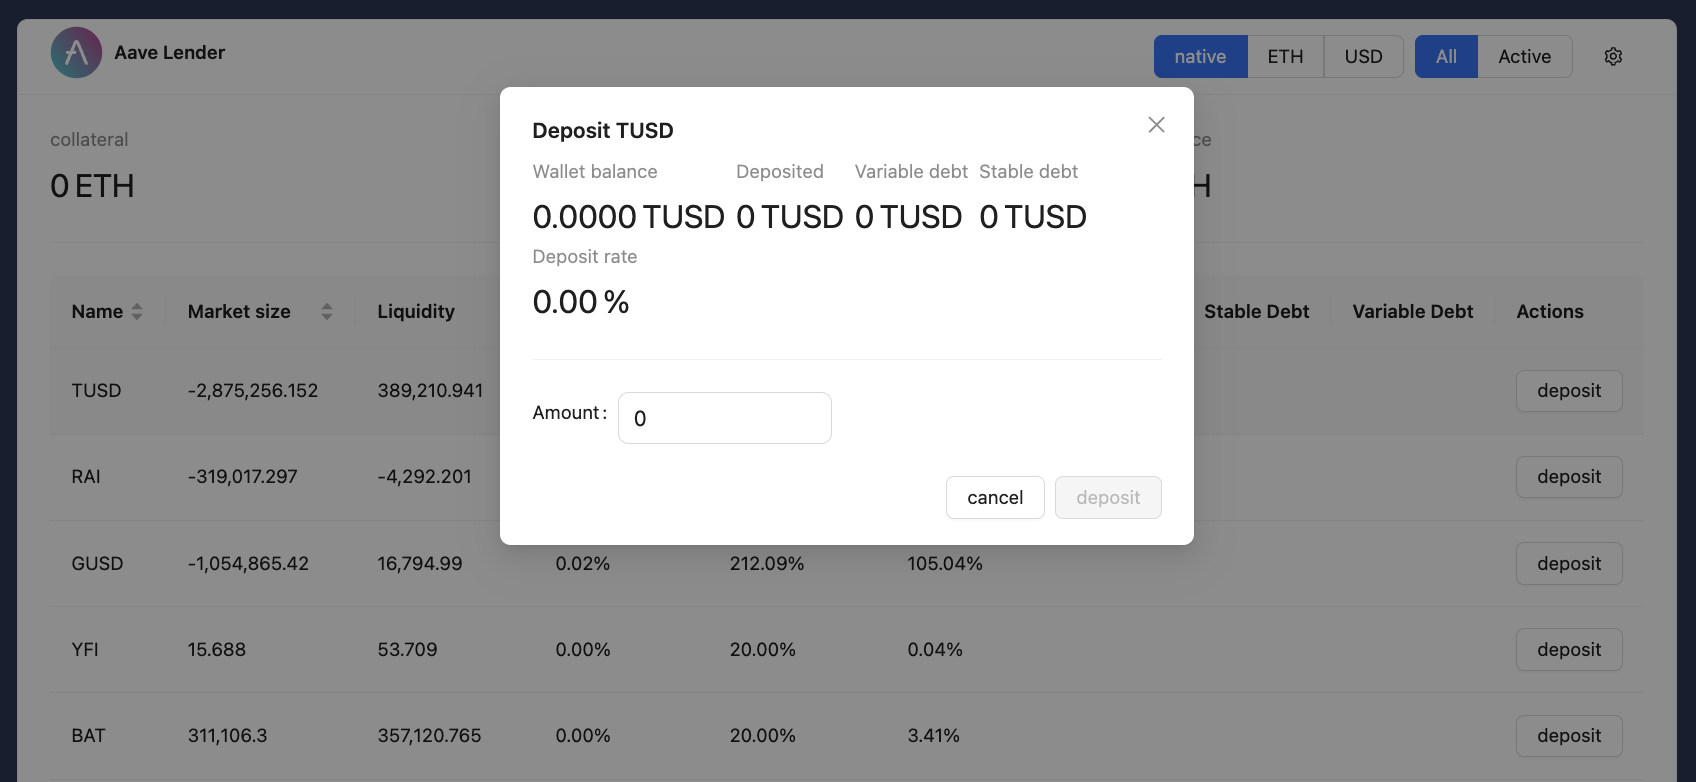 Aave Lender
native ETH USD All Active
collateral
0 ETH
Deposit TUSD
Wallet balance Deposited Variable debt Stable debt
0.0000 TUSD 0 TUSD 0 TUSD 0 TUSD
Deposit rate
0.00 %
Amount:
0
cancel deposit
Name Market size Liquidity Stable Debt Variable Debt Actions
TUSD -2,875,256.152 389,210.941 deposit
RAI -319,017.297 -4,292.201 deposit
GUSD -1,054,865.42 16,794.99 0.02% 212.09% 105.04% deposit
YFI 15.688 53.709 0.00% 20.00% 0.04% deposit
BAT 311,106.3 357,120.765 0.00% 20.00% 3.41% deposit